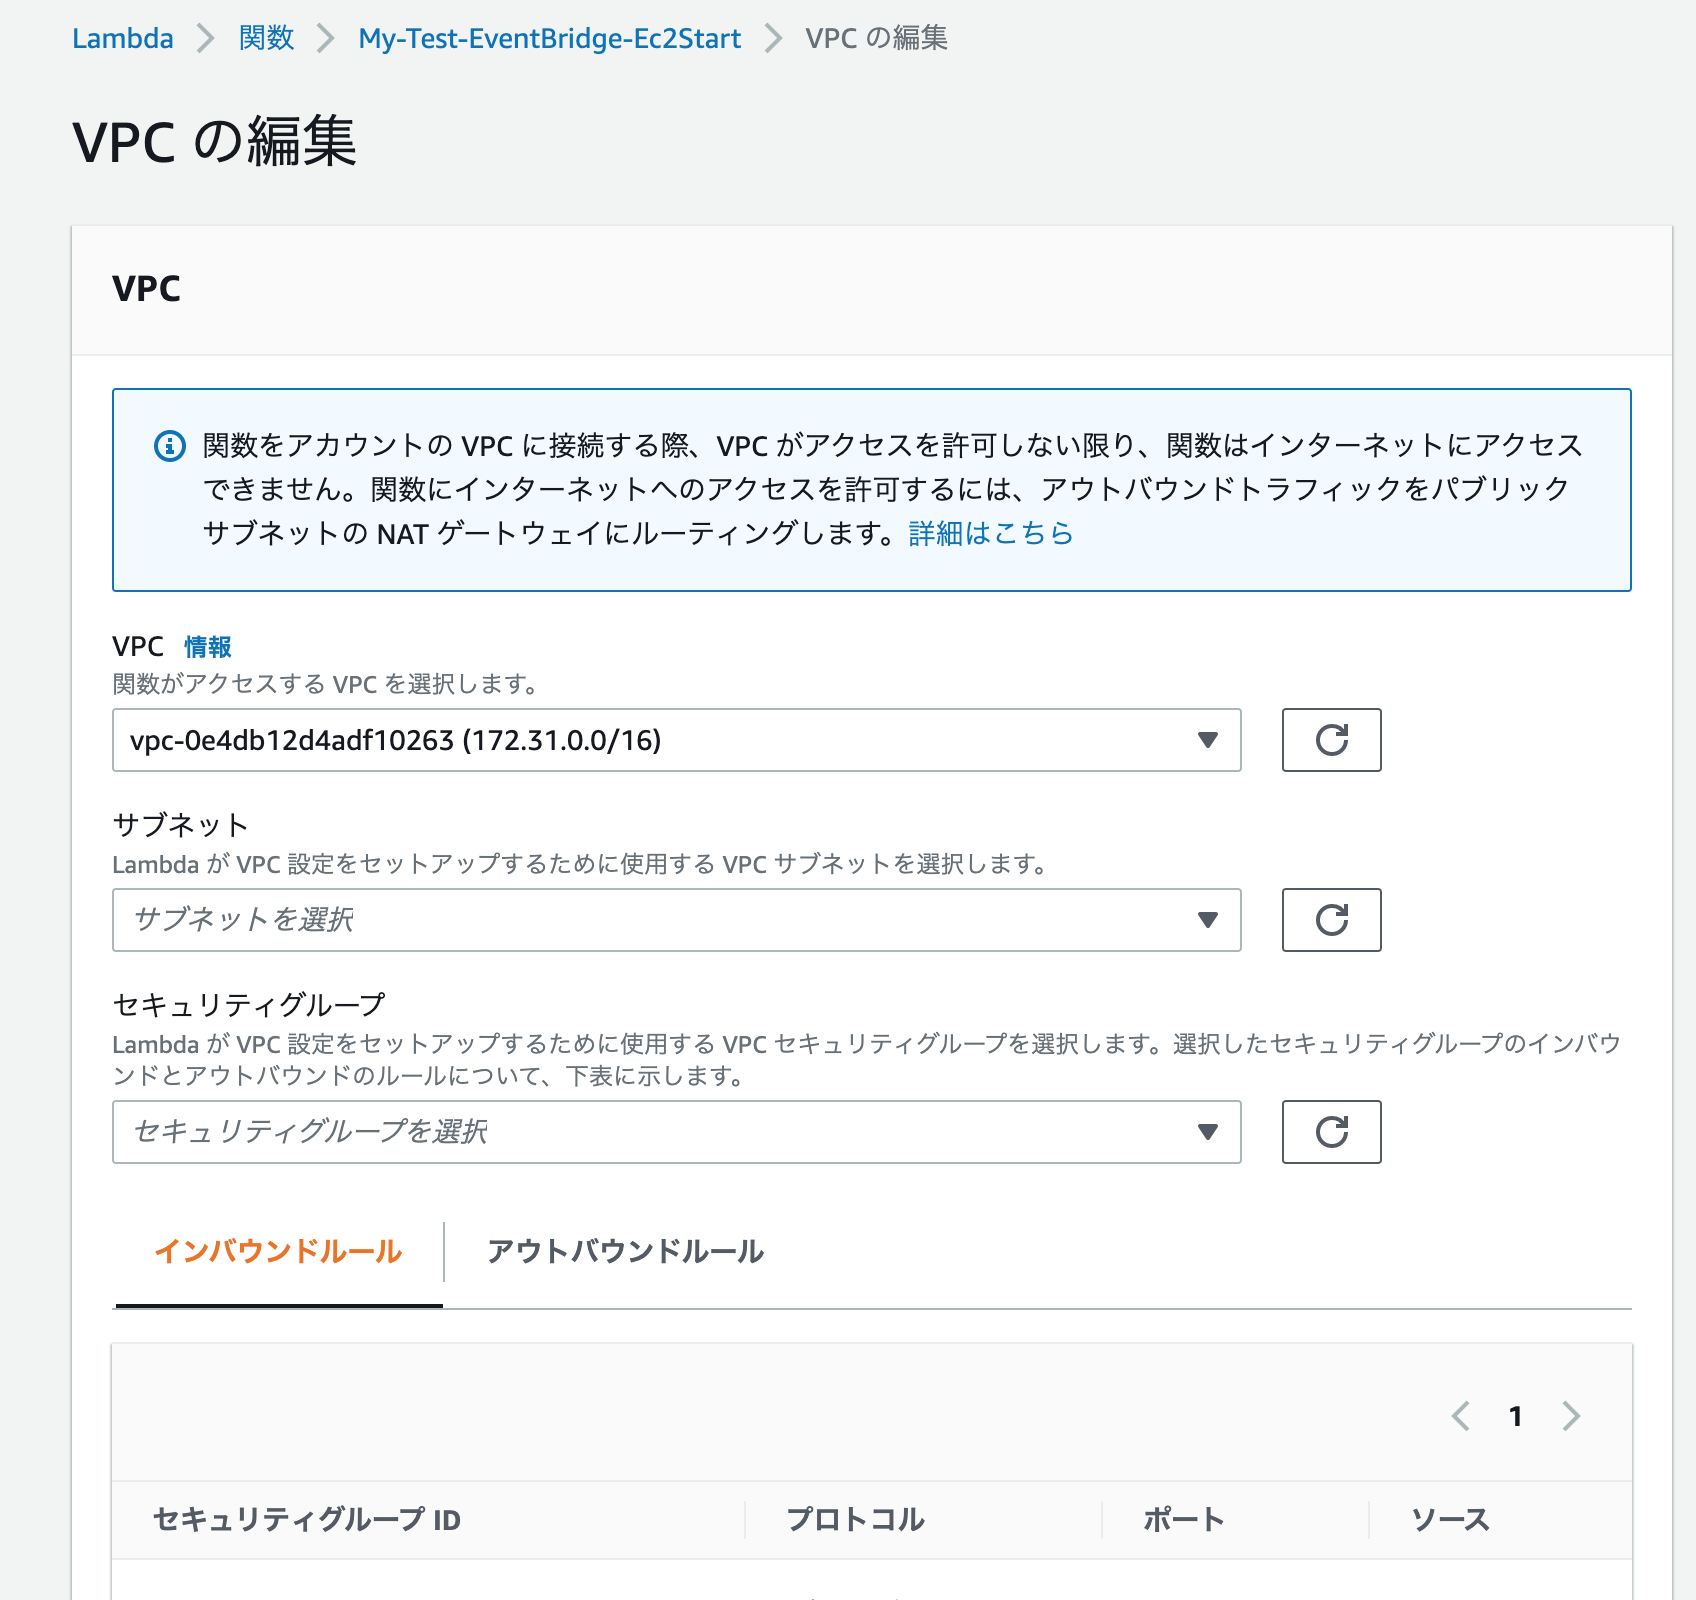 Lambda > 関数 > My-Test-EventBridge-Ec2Start > VPC の編集
VPC の編集
VPC
関数をアカウントの VPC に接続する際、VPC がアクセスを許可しない限り、関数はインターネットにアクセス
できません。関数にインターネットへのアクセスを許可するには、アウトバウンドトラフィックをパブリック
サブネットの NAT ゲートウェイにルーティングします。詳細はこちら
VPC 情報
関数がアクセスする VPC を選択します。
vpc-0e4db12d4adf10263 (172.31.0.0/16)
サブネット
Lambda が VPC 設定をセットアップするために使用する VPC サブネットを選択します。
サブネットを選択
セキュリティグループ
Lambda が VPC 設定をセットアップするために使用する VPC セキュリティグループを選択します。選択したセキュリティグループのインバウ
ンドとアウトバウンドのルールについて、下表に示します。
セキュリティグループを選択
インバウンドルール アウトバウンドルール
1
セキュリティグループ ID プロトコル ポート ソース